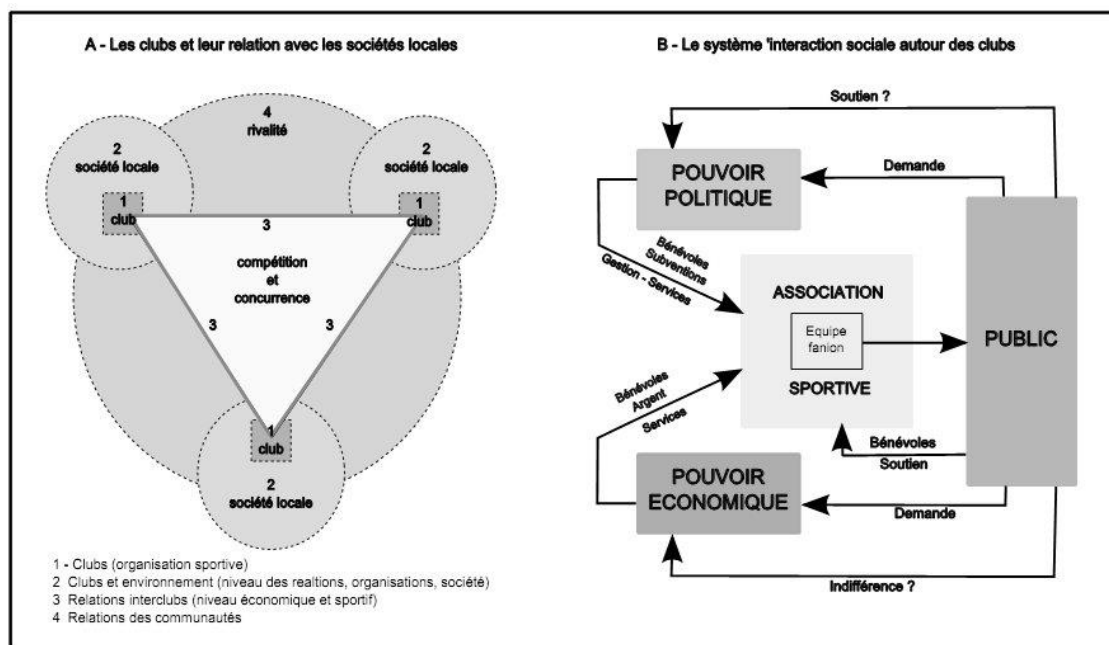 A - Les clubs et leur relation avec les sociétés locales
4
rivalité
2
société locale
2
société locale
1
club
1
club
3
compétition
et
concurrence
3
3
1
club
2
société locale
1 - Clubs (organisation sportive)
2 Clubs et environnement (niveau des realtions, organisations, société)
3 Relations interclubs (niveau économique et sportif)
4 Relations des communautés
B - Le système 'interaction sociale autour des clubs
Soutien ?
POUVOIR
POLITIQUE
Demande
Bénévoles
Subventions
Gestion - Services
ASSOCIATION
Equipe
fanion
SPORTIVE
PUBLIC
Bénévoles
Argent
Services
Bénévoles
Soutien
POUVOIR
ECONOMIQUE
Demande
Indifférence ?